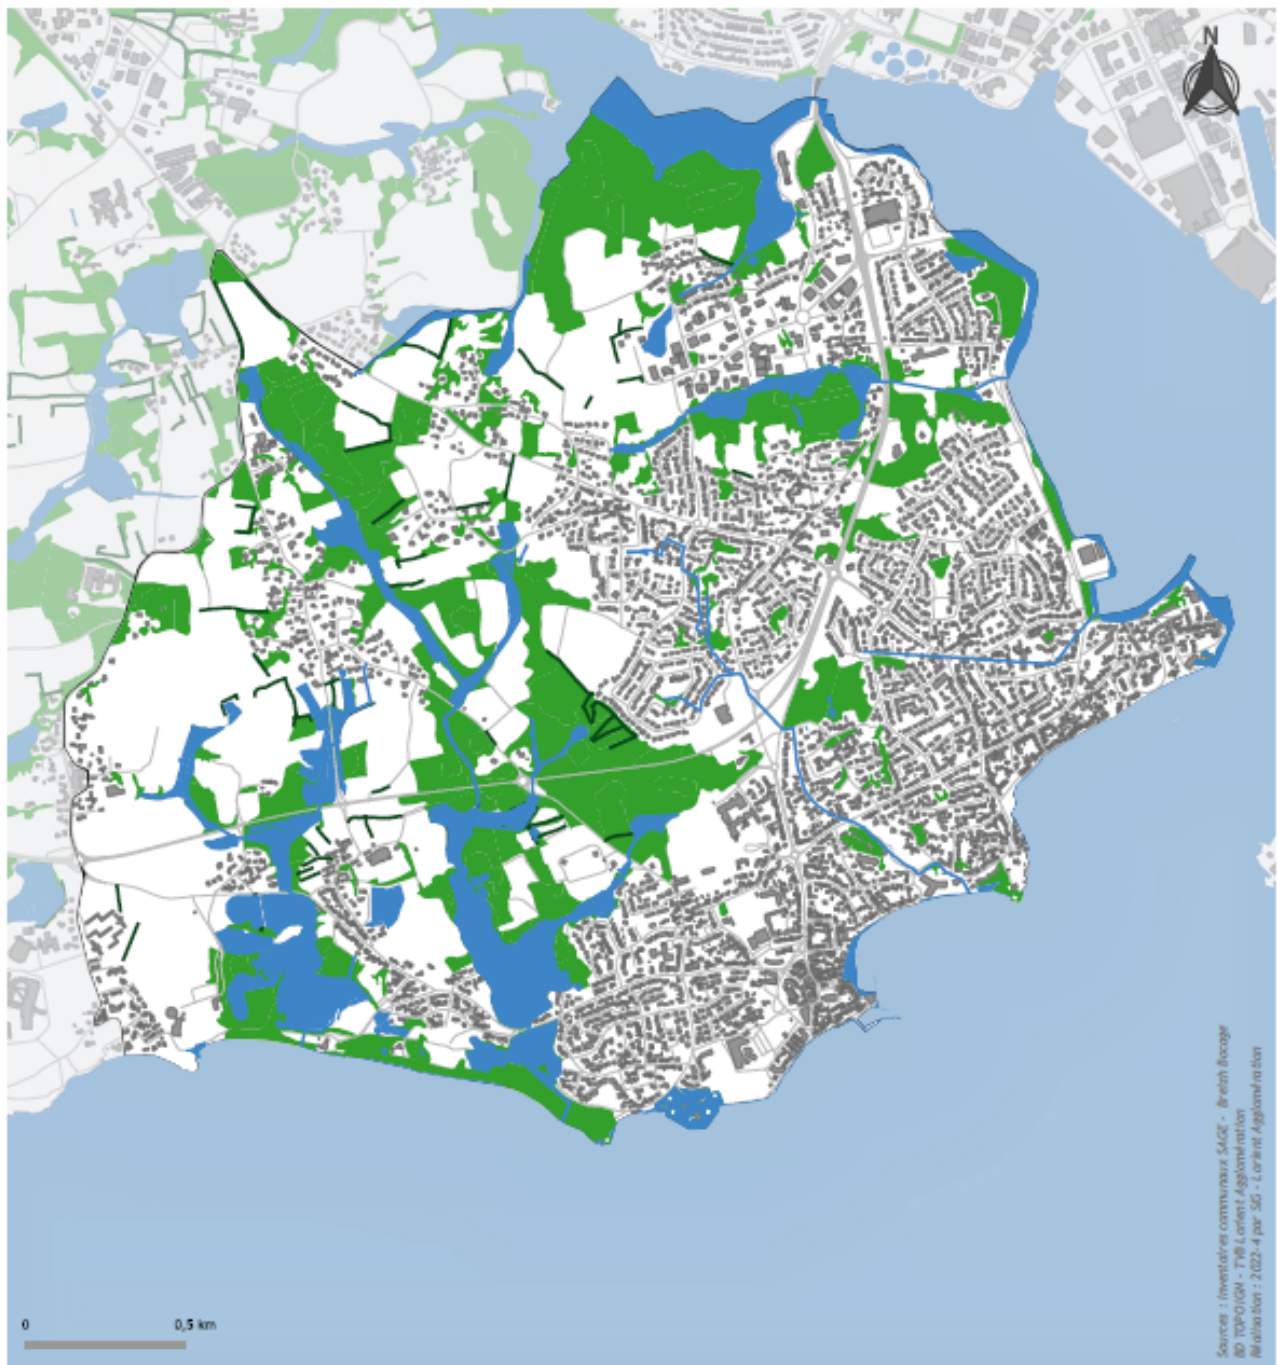 N
0 0,5 km
Sources : Inventaires communaux SAGE - Breizh Bocage
BD TOPO IGN - TVB Lorient Agglomération
Réalisation : 2022-4 par SIG - Lorient Agglomération